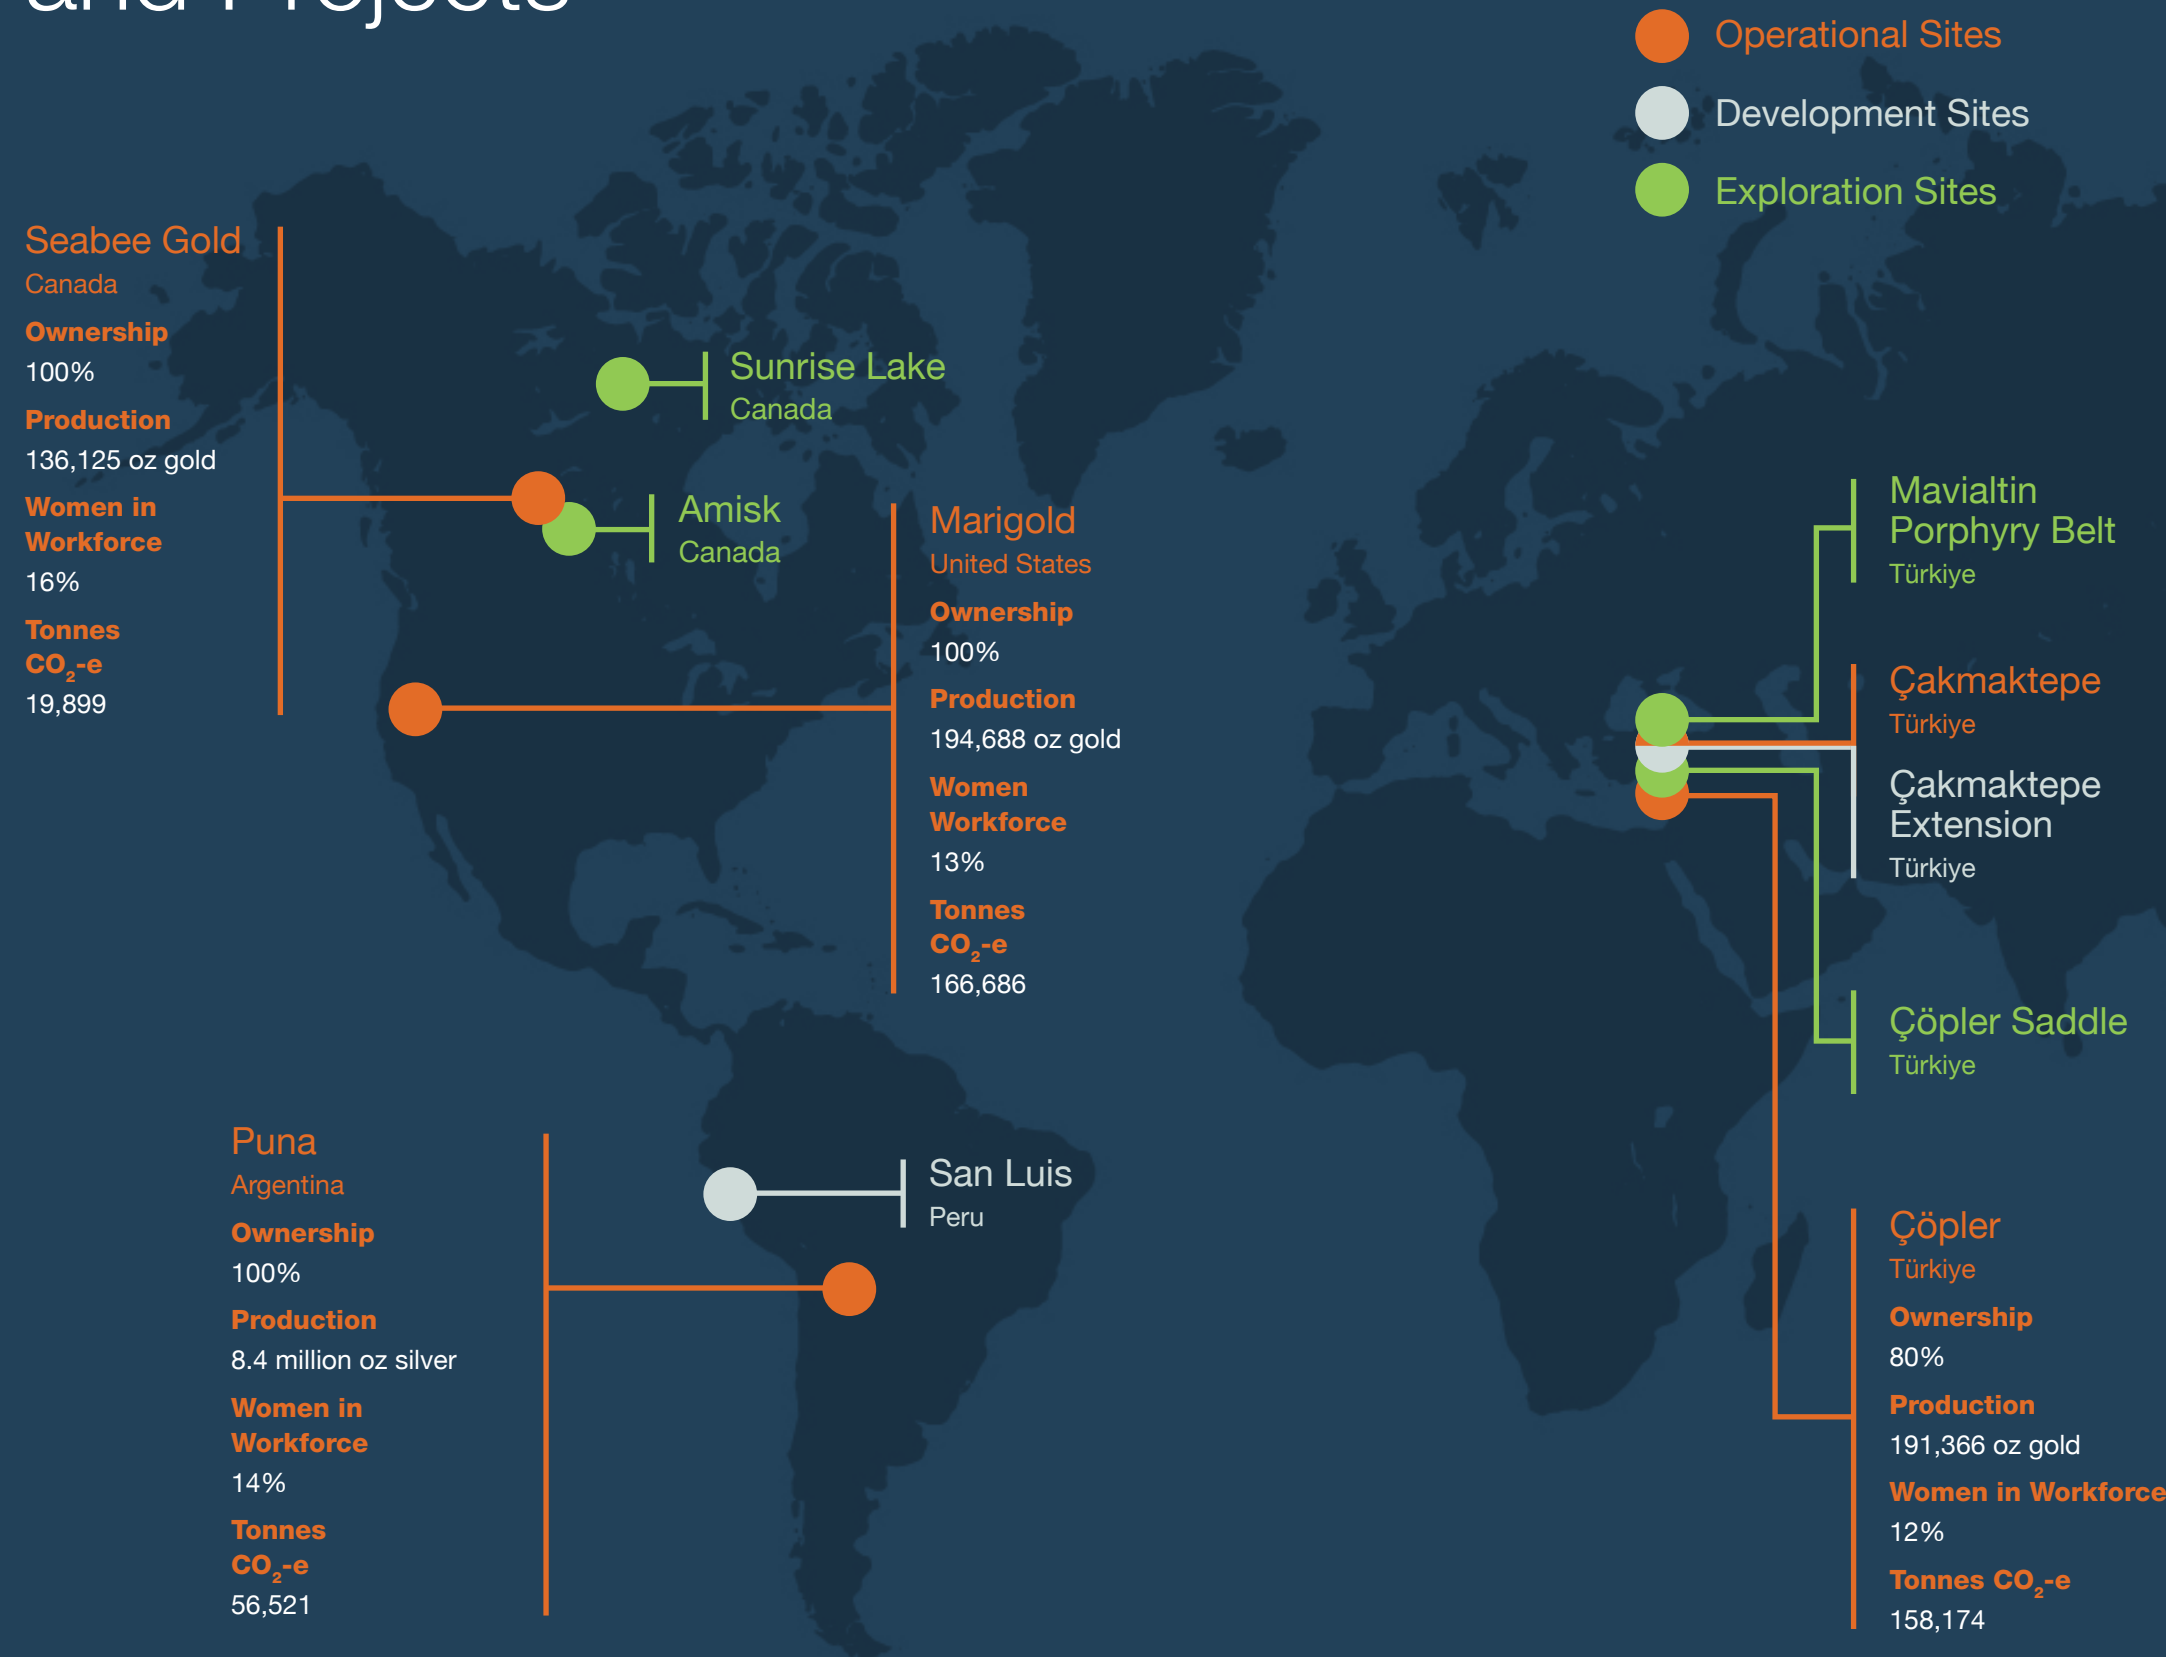 and Projects
Operational Sites
Development Sites
Exploration Sites
Seabee Gold
Canada
Ownership
100%
Production
136,125 oz gold
Women in
Workforce
16%
Tonnes
CO₂-e
19,899
Sunrise Lake
Canada
Amisk
Canada
Marigold
United States
Ownership
100%
Production
194,688 oz gold
Women
Workforce
13%
Tonnes
CO₂-e
166,686
Mavialtin
Porphyry Belt
Türkiye
Çakmaktepe
Türkiye
Çakmaktepe
Extension
Türkiye
Çöpler Saddle
Türkiye
Puna
Argentina
Ownership
100%
Production
8.4 million oz silver
Women in
Workforce
14%
Tonnes
CO₂-e
56,521
San Luis
Peru
Çöpler
Türkiye
Ownership
80%
Production
191,366 oz gold
Women in Workforce
12%
Tonnes CO₂-e
158,174